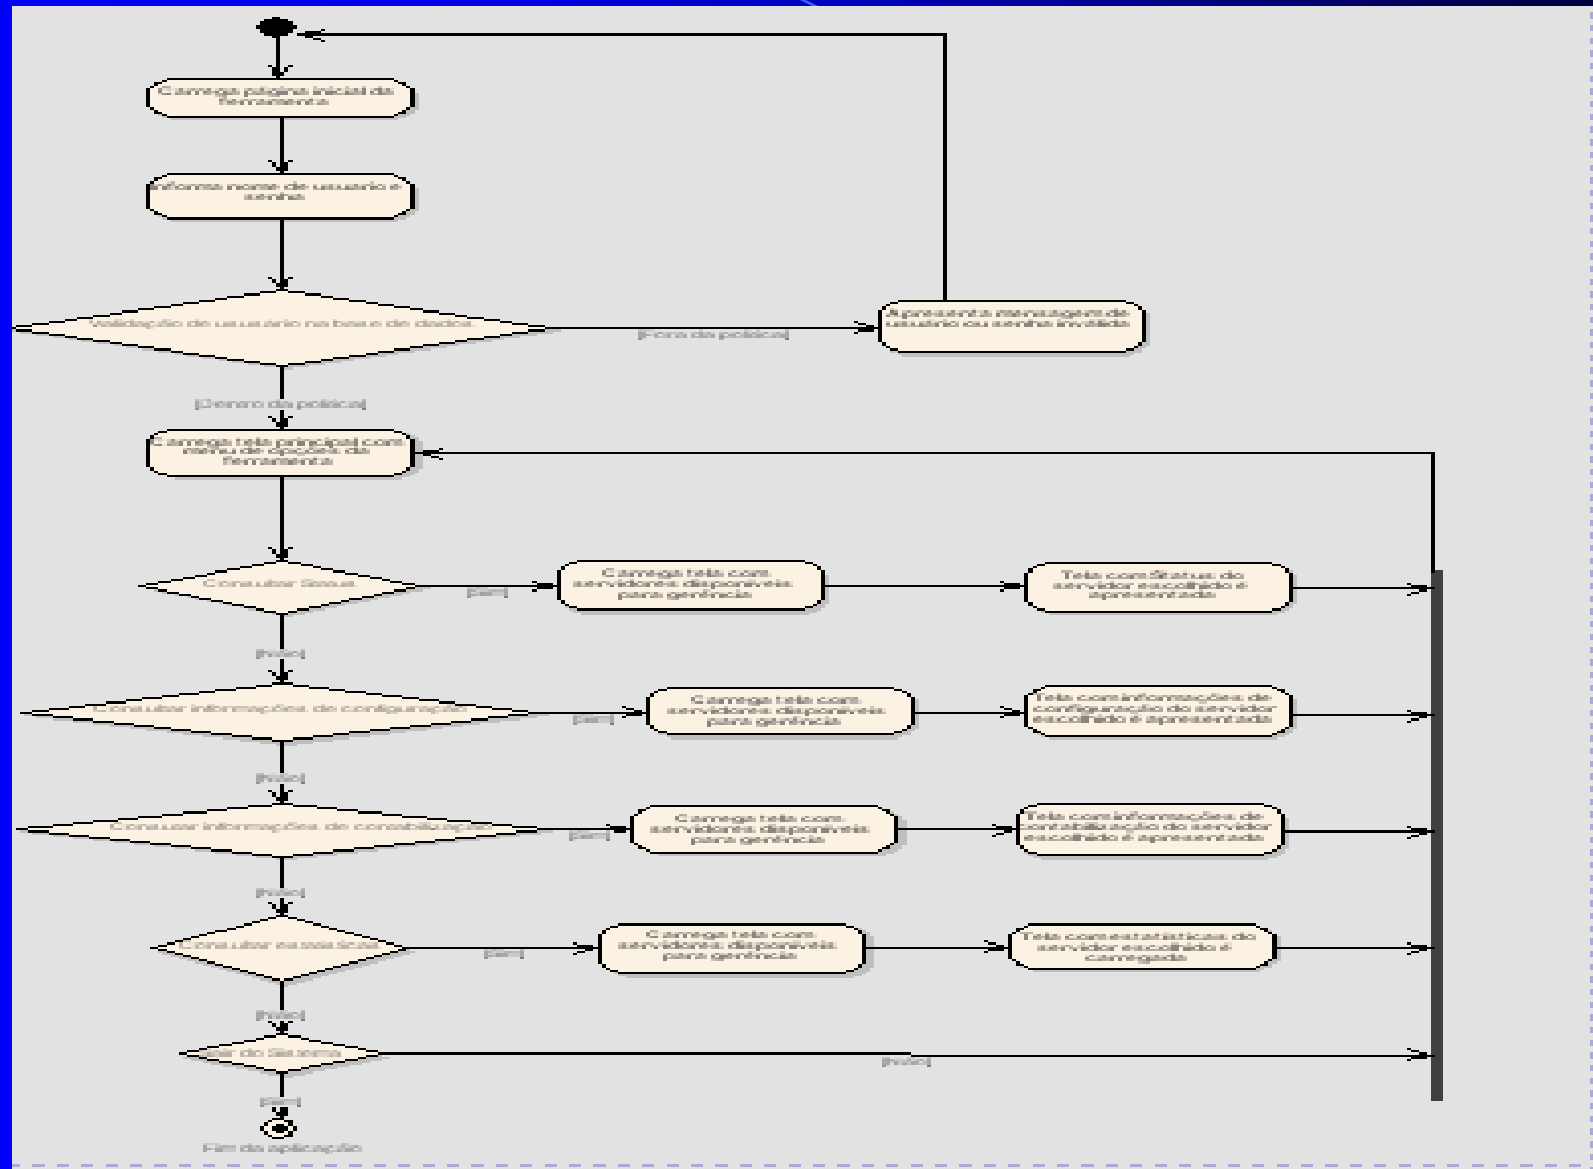 Carrega página inicial da
ferramenta
Informa nome de usuario e
senha
Validação de ususario na base de dados
[Fora da politica]
Apresenta mensagem de
usuário ou senha inválida
[Dentro da politica]
Carrega tela principal com
menu de opções da
ferramenta
Consultar Status
[Sim]
Carrega tela com
servidores disponíveis
para gerência
Tela com Status do
servidor escolhido é
apresentada
[Não]
Consultar informações de configuração
[Sim]
Carrega tela com
servidores disponíveis
para gerência
Tela com informações de
configuração do servidor
escolhido é apresentada
[Não]
Consultar informações de contabilização
[Sim]
Carrega tela com
servidores disponíveis
para gerência
Tela com informações de
contabilização do servidor
escolhido é apresentada
[Não]
Consultar estatísticas
[Sim]
Carrega tela com
servidores disponíveis
para gerência
Tela com estatísticas do
servidor escolhido é
carregada
[Não]
Sair do Sistema
[Não]
[Sim]
Fim da aplicação